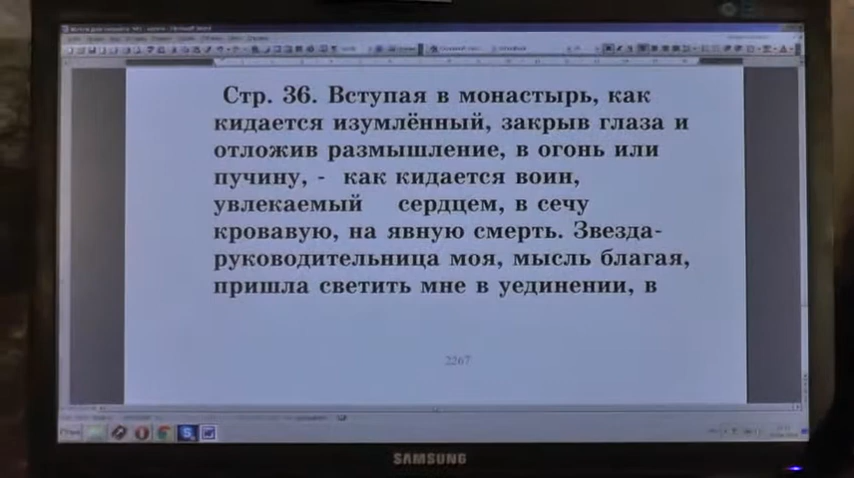 Стр. 36. Вступая в монастырь, как
кидается изумлённый, закрыв глаза и
отложив размышление, в огонь или
пучину, - как кидается воин,
увлекаемый сердцем, в сечу
кровавую, на явную смерть. Звезда-
руководительница моя, мысль благая,
пришла светить мне в уединении, в
2267
SAMSUNG